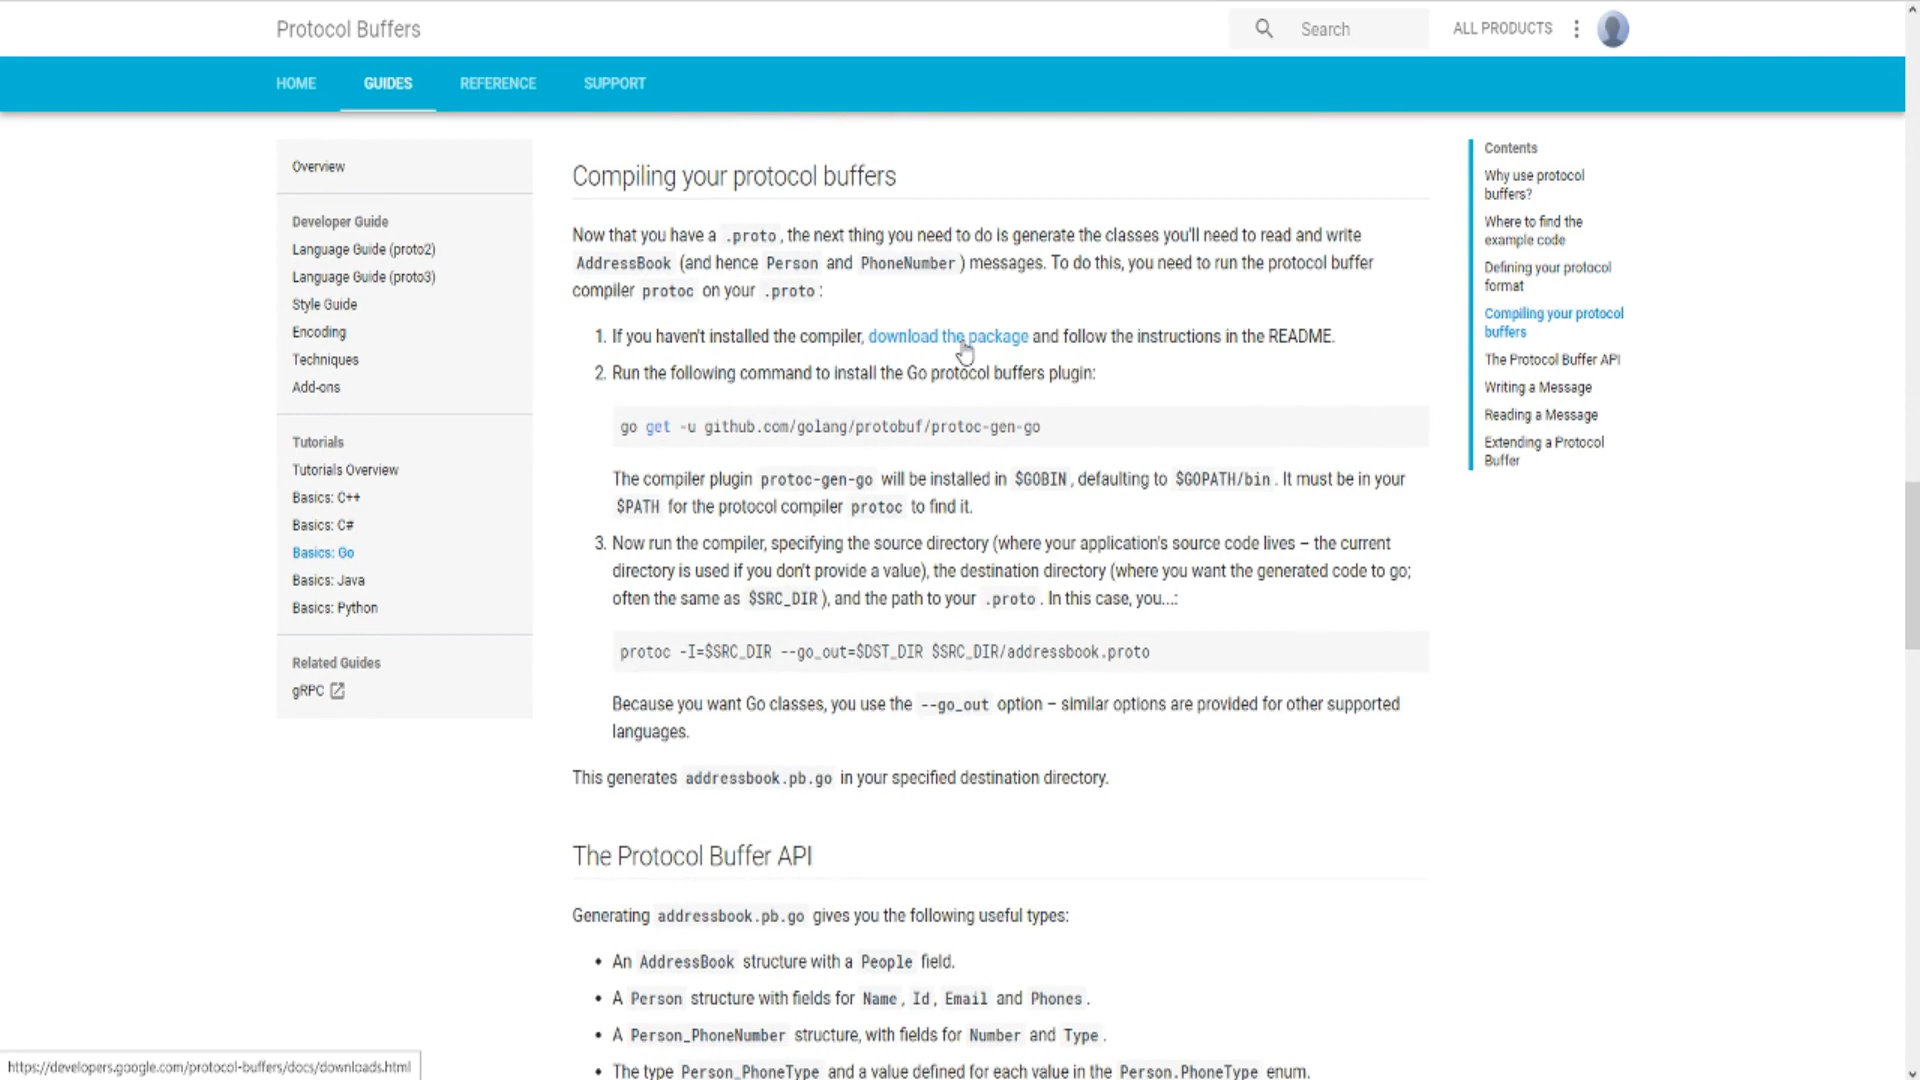 Protocol Buffers
Search
ALL PRODUCTS
HOME
GUIDES
REFERENCE
SUPPORT
Overview
Developer Guide
Language Guide (proto2)
Language Guide (proto3)
Style Guide
Encoding
Techniques
Add-ons
Tutorials
Tutorials Overview
Basics: C++
Basics: C#
Basics: Go
Basics: Java
Basics: Python
Related Guides
gRPC
Compiling your protocol buffers
Now that you have a .proto, the next thing you need to do is generate the classes you'll need to read and write
AddressBook (and hence Person and PhoneNumber) messages. To do this, you need to run the protocol buffer
compiler protoc on your .proto:
1. If you haven't installed the compiler, download the package and follow the instructions in the README.
2. Run the following command to install the Go protocol buffers plugin:
go get -u github.com/golang/protobuf/protoc-gen-go
The compiler plugin protoc-gen-go will be installed in $GOBIN, defaulting to $GOPATH/bin. It must be in your
$PATH for the protocol compiler protoc to find it.
3. Now run the compiler, specifying the source directory (where your application's source code lives – the current
directory is used if you don't provide a value), the destination directory (where you want the generated code to go;
often the same as $SRC_DIR), and the path to your .proto. In this case, you...:
protoc -I=$SRC_DIR --go_out=$DST_DIR $SRC_DIR/addressbook.proto
Because you want Go classes, you use the --go_out option – similar options are provided for other supported
languages.
This generates addressbook.pb.go in your specified destination directory.
The Protocol Buffer API
Generating addressbook.pb.go gives you the following useful types:
• An AddressBook structure with a People field.
• A Person structure with fields for Name, Id, Email and Phones.
• A Person_PhoneNumber structure, with fields for Number and Type.
• The type Person_PhoneType and a value defined for each value in the Person.PhoneType enum.
Contents
Why use protocol
buffers?
Where to find the
example code
Defining your protocol
format
Compiling your protocol
buffers
The Protocol Buffer API
Writing a Message
Reading a Message
Extending a Protocol
Buffer
https://developers.google.com/protocol-buffers/docs/downloads.html